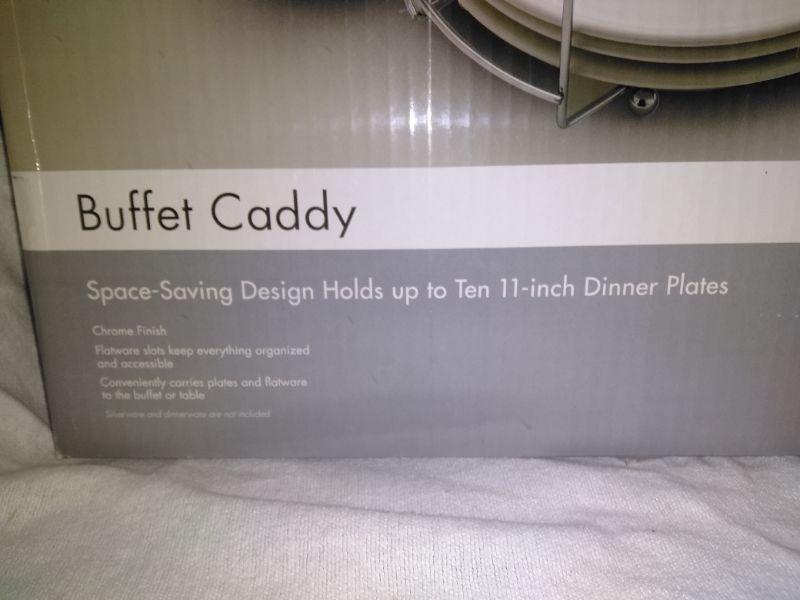 Buffet Caddy
Space-Saving Design Holds up to Ten 11-inch Dinner Plates
Chrome Finish
Flatware slots keep everything organized
and accessible
Conveniently carries plates and flatware
to the buffet or table
Silverware and dinnerware are not included.